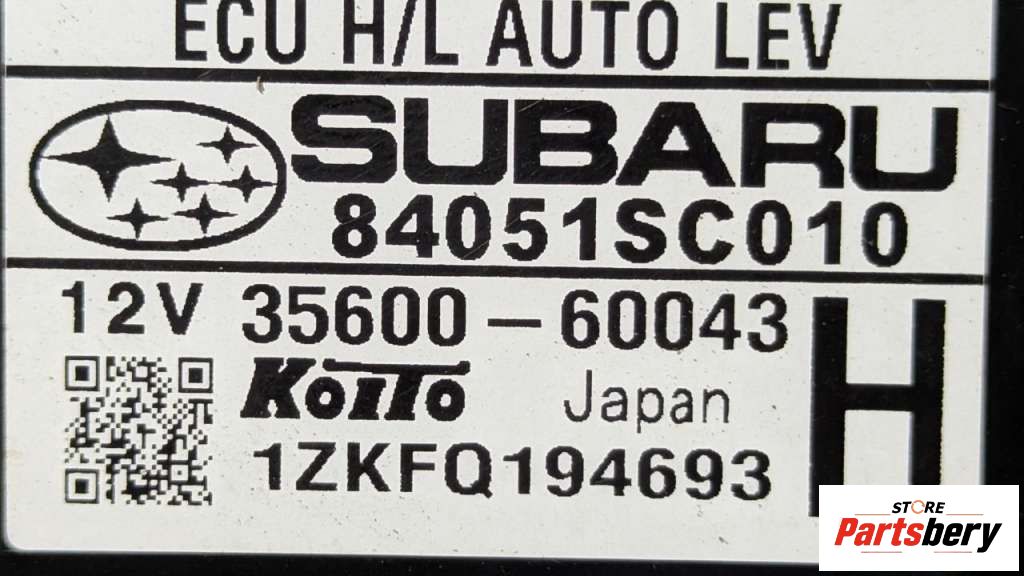 ECU H/L AUTO LEV
SUBARU
84051SC010
12V 35600-60043
H
KOITO Japan
1ZKFQ194693
STORE
Partsbery